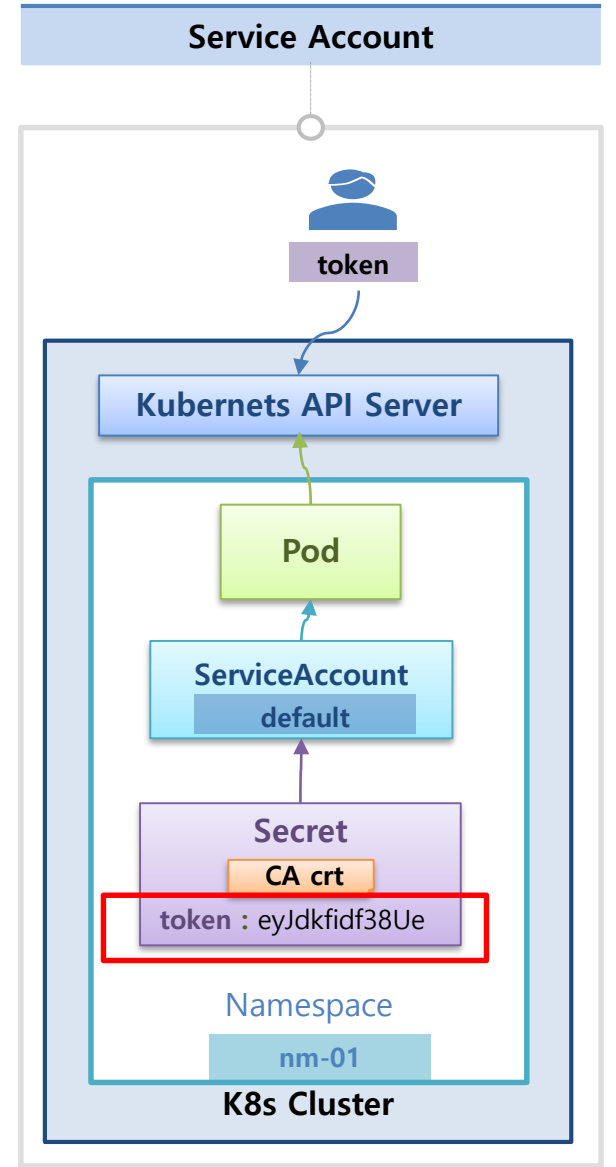 Service Account
token
Kubernets API Server
Pod
ServiceAccount
default
Secret
CA crt
token : eyJdkfidf38Ue
Namespace
nm-01
K8s Cluster